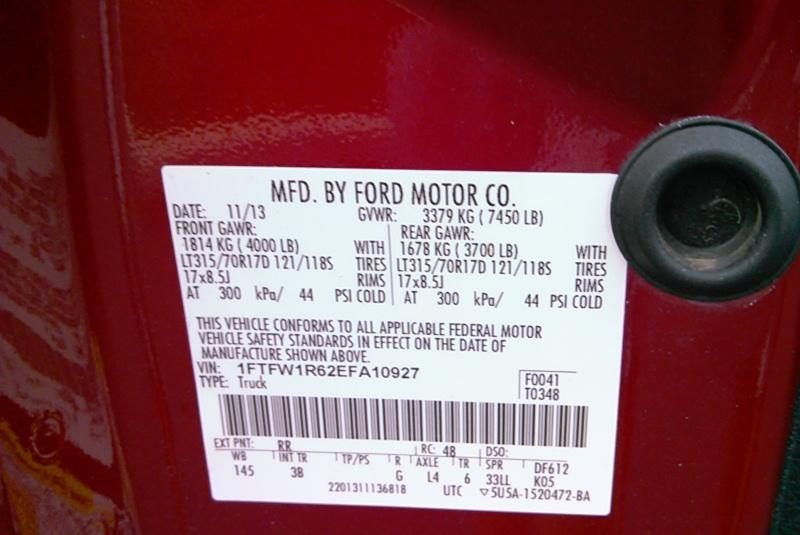 MFD. BY FORD MOTOR CO.
DATE: 11/13 GVWR: 3379 KG ( 7450 LB)
FRONT GAWR: REAR GAWR:
1814 KG ( 4000 LB) WITH 1678 KG ( 3700 LB) WITH
LT315/70R17D 121/118S TIRES LT315/70R17D 121/118S TIRES
17x8.5J RIMS 17x8.5J RIMS
AT 300 kPa/ 44 PSI COLD AT 300 kPa/ 44 PSI COLD
THIS VEHICLE CONFORMS TO ALL APPLICABLE FEDERAL MOTOR
VEHICLE SAFETY STANDARDS IN EFFECT ON THE DATE OF
MANUFACTURE SHOWN ABOVE.
VIN: 1FTFW1R62EFA10927 F0041
TYPE: Truck T0348
EXT PNT: RR RC: 48 DSO:
WB INT TR TP/PS R AXLE TR SPR DF612
145 3B G L4 6 33LL K05
2201311136818 UTC ▽5U5A-1520472-BA